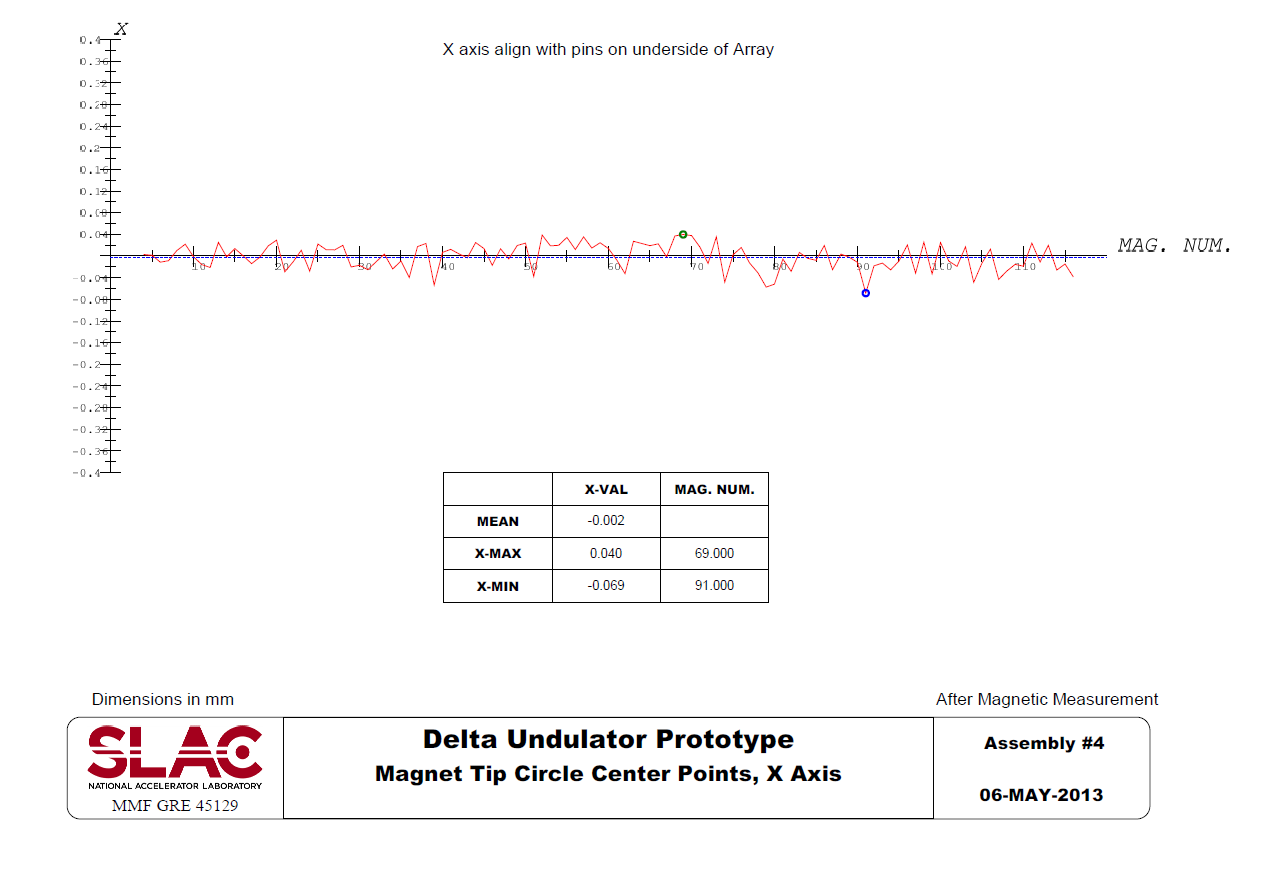 X
X axis align with pins on underside of Array
0.4
0.36
0.32
0.28
0.24
0.2
0.16
0.12
0.08
0.04
-0.04
-0.08
-0.12
-0.16
-0.2
-0.24
-0.28
-0.32
-0.36
-0.4
10 20 30 40 50 60 70 80 90 100 110
MAG. NUM.
X-VAL MAG. NUM.
MEAN -0.002
X-MAX 0.040 69.000
X-MIN -0.069 91.000
Dimensions in mm
After Magnetic Measurement
SLAC
NATIONAL ACCELERATOR LABORATORY
MMF GRE 45129
Delta Undulator Prototype
Magnet Tip Circle Center Points, X Axis
Assembly #4
06-MAY-2013